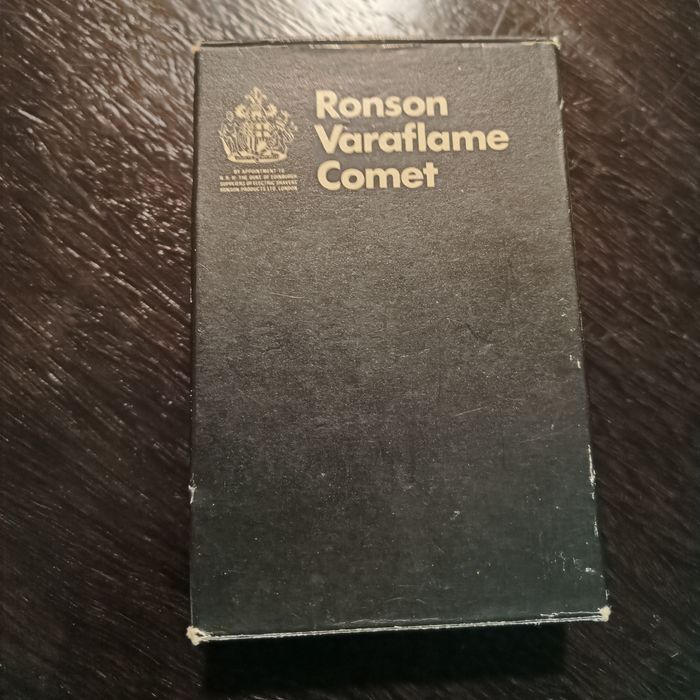 Ronson
Varaflame
Comet
BY APPOINTMENT TO
H.R.H. THE DUKE OF EDINBURGH
SUPPLIERS OF ELECTRIC SHAVERS
RONSON PRODUCTS LTD. LONDON